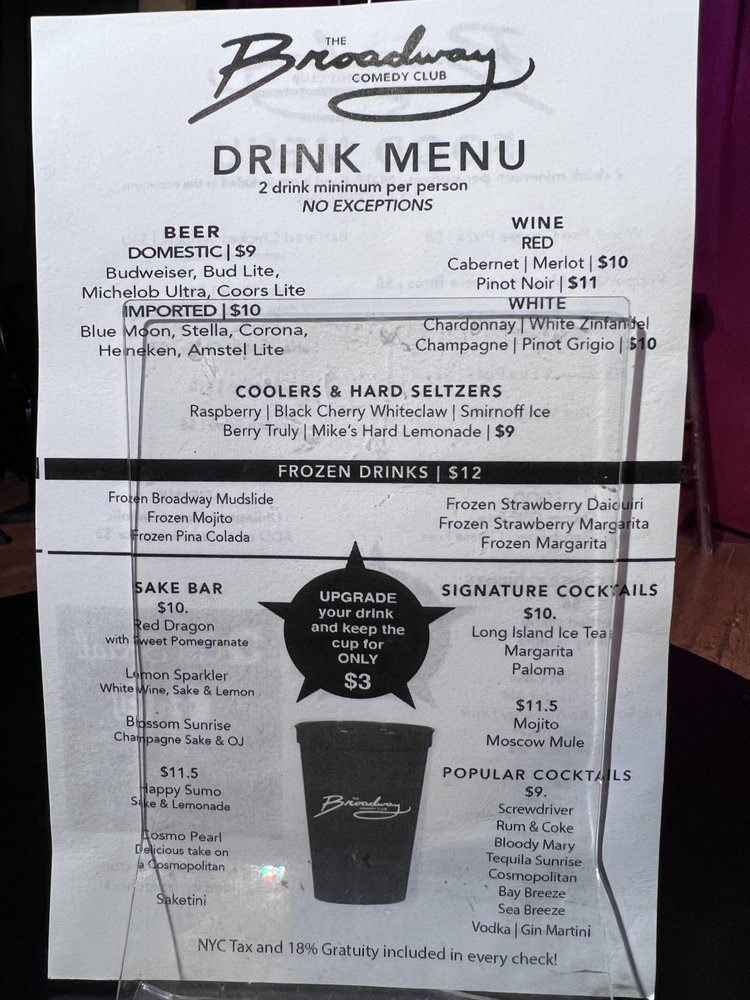 THE
Broadway
COMEDY CLUB
DRINK MENU
2 drink minimum per person
NO EXCEPTIONS
BEER
DOMESTIC | $9
Budweiser, Bud Lite,
Michelob Ultra, Coors Lite
IMPORTED | $10
Blue Moon, Stella, Corona,
Heineken, Amstel Lite
WINE
RED
Cabernet | Merlot | $10
Pinot Noir | $11
WHITE
Chardonnay | White Zinfandel
Champagne | Pinot Grigio | $10
COOLERS & HARD SELTZERS
Raspberry | Black Cherry Whiteclaw | Smirnoff Ice
Berry Truly | Mike's Hard Lemonade | $9
FROZEN DRINKS | $12
Frozen Broadway Mudslide
Frozen Mojito
Frozen Pina Colada
Frozen Strawberry Daiquiri
Frozen Strawberry Margarita
Frozen Margarita
SAKE BAR
$10.
Red Dragon
with Sweet Pomegranate
Lemon Sparkler
White Wine, Sake & Lemon
Blossom Sunrise
Champagne Sake & OJ
$11.5
Happy Sumo
Sake & Lemonade
Cosmo Pearl
Delicious take on
a Cosmopolitan
Saketini
UPGRADE
your drink
and keep the
cup for
ONLY
$3
THE
Broadway
COMEDY CLUB
SIGNATURE COCKTAILS
$10.
Long Island Ice Tea
Margarita
Paloma
$11.5
Mojito
Moscow Mule
POPULAR COCKTAILS
$9.
Screwdriver
Rum & Coke
Bloody Mary
Tequila Sunrise
Cosmopolitan
Bay Breeze
Sea Breeze
Vodka | Gin Martini
NYC Tax and 18% Gratuity included in every check!